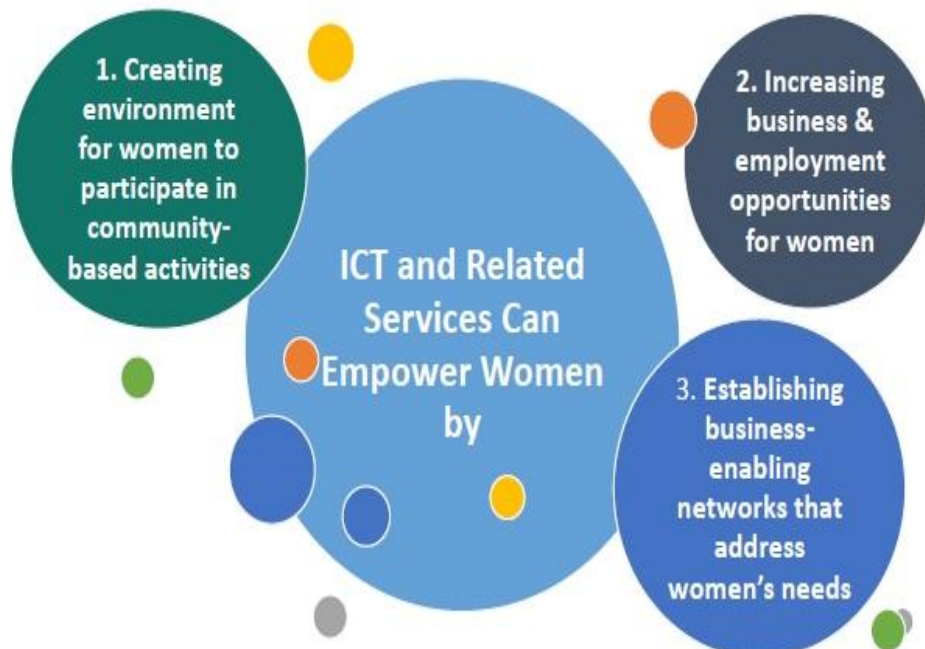 1. Creating
environment
for women to
participate in
community-
based activities
2. Increasing
business &
employment
opportunities
for women
ICT and Related
Services Can
Empower Women
by
3. Establishing
business-
enabling
networks that
address
women’s needs